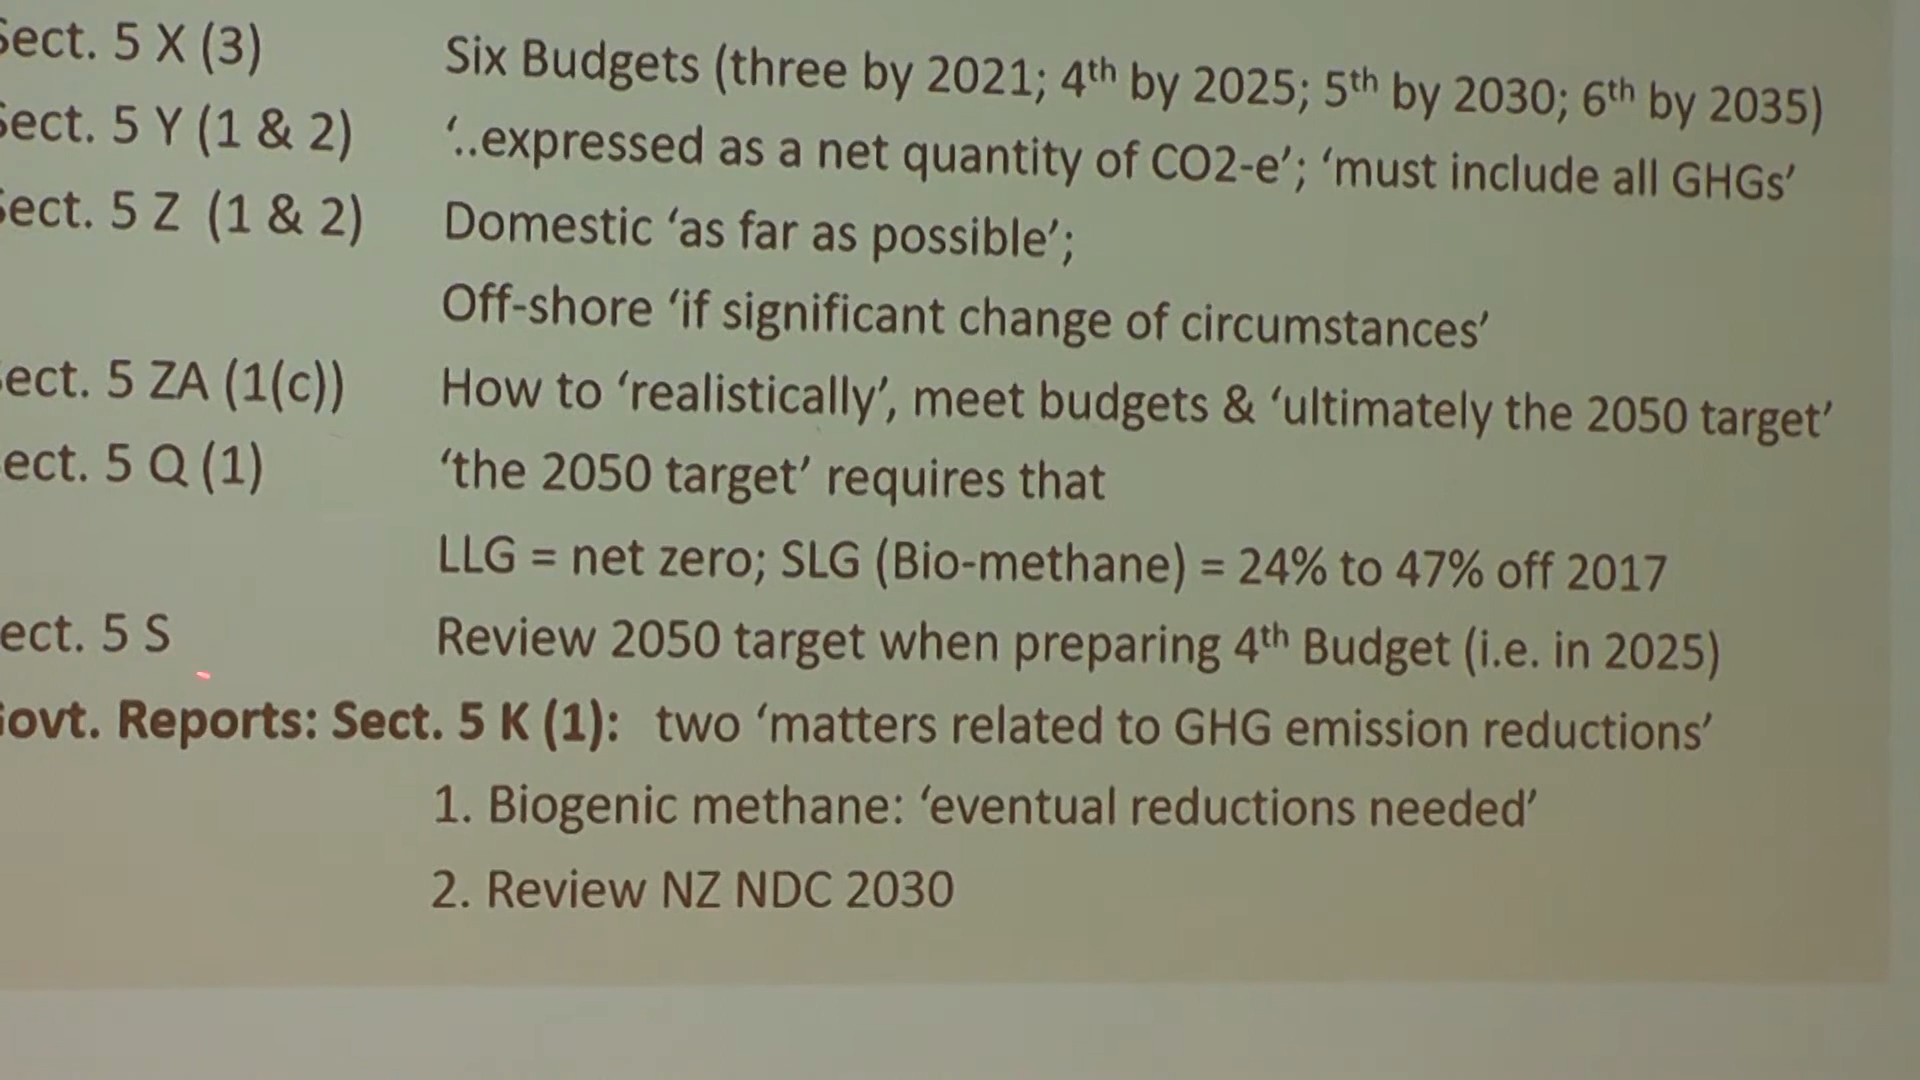 Sect. 5 X (3) Six Budgets (three by 2021; 4th by 2025; 5th by 2030; 6th by 2035)
Sect. 5 Y (1 & 2) ‘..expressed as a net quantity of CO2-e’; ‘must include all GHGs’
Sect. 5 Z (1 & 2) Domestic ‘as far as possible’;
Off-shore ‘if significant change of circumstances’
ect. 5 ZA (1(c)) How to ‘realistically’, meet budgets & ‘ultimately the 2050 target’
ect. 5 Q (1) ‘the 2050 target’ requires that
LLG = net zero; SLG (Bio-methane) = 24% to 47% off 2017
ect. 5 S Review 2050 target when preparing 4th Budget (i.e. in 2025)
Govt. Reports: Sect. 5 K (1): two ‘matters related to GHG emission reductions’
1. Biogenic methane: ‘eventual reductions needed’
2. Review NZ NDC 2030